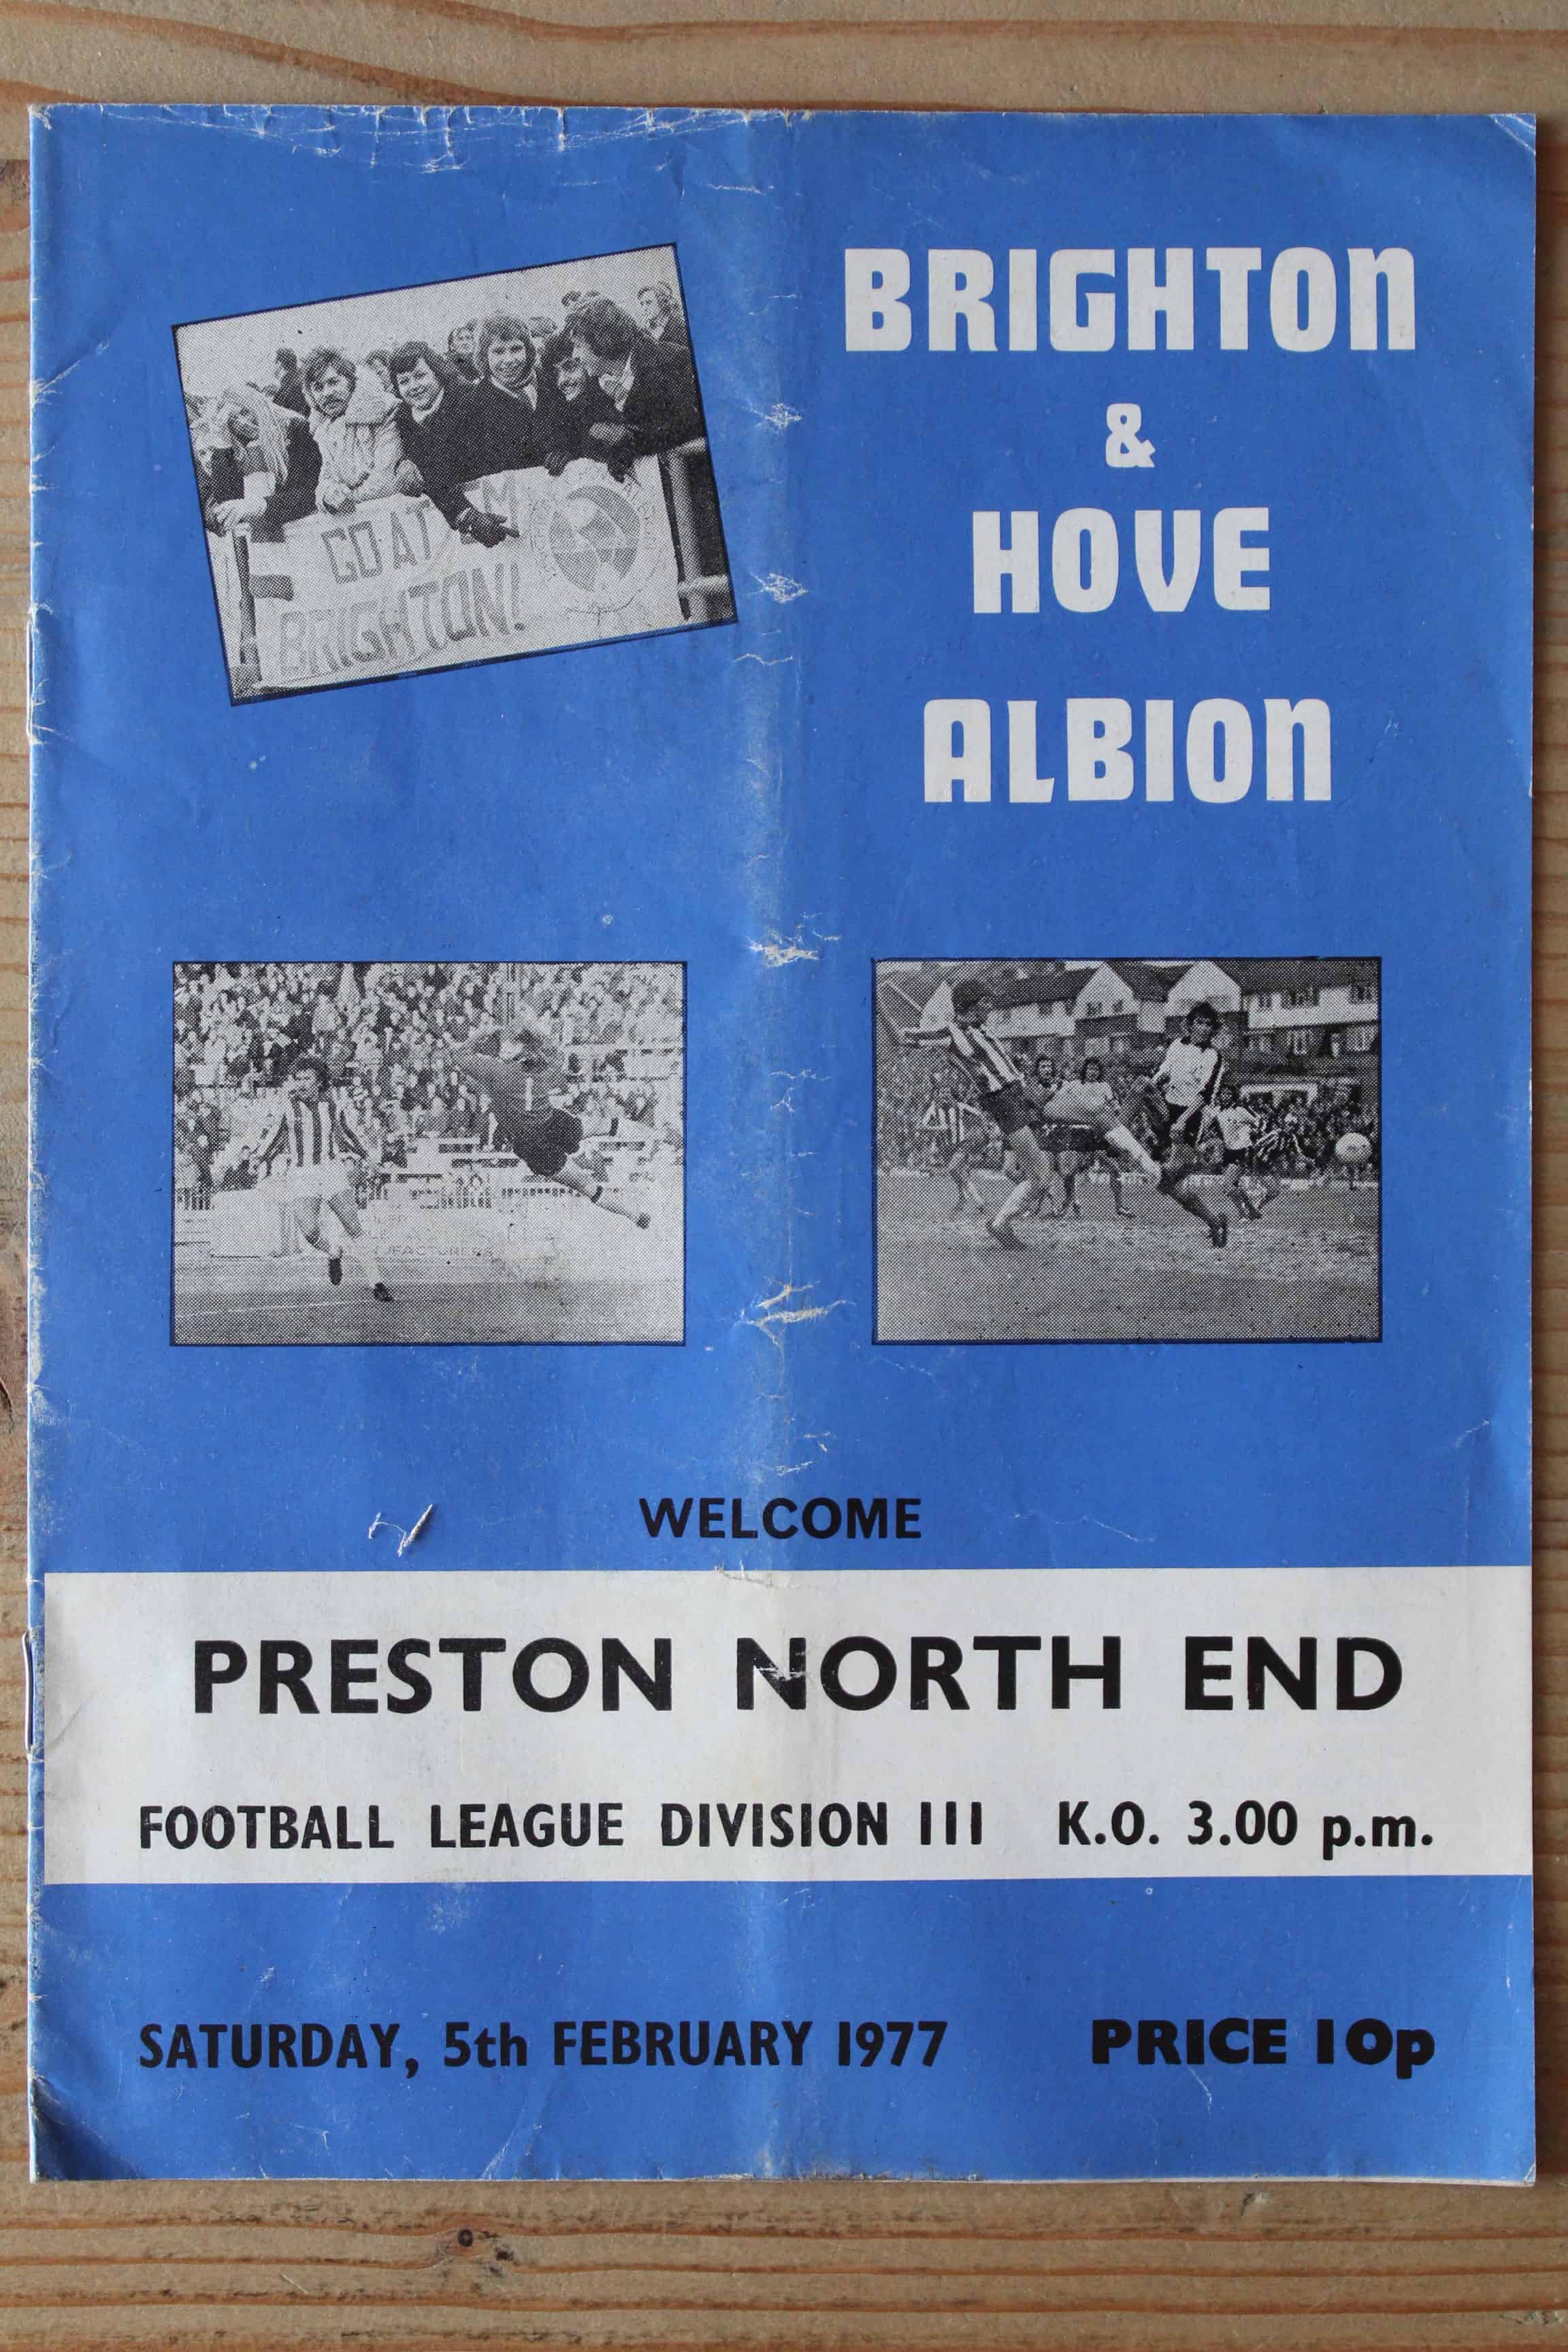 BRIGHTON
&
HOVE
ALBION
GO AT
M
BRIGHTON!
UFACTURERS
WELCOME
PRESTON NORTH END
FOOTBALL LEAGUE DIVISION III K.O. 3.00 p.m.
SATURDAY, 5th FEBRUARY 1977 PRICE 10p